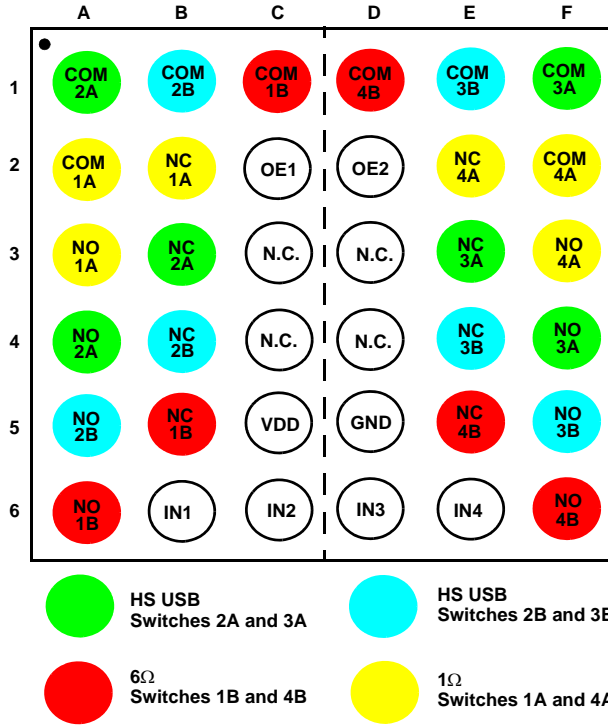 A B C D E F
1 COM 2A COM 2B COM 1B COM 4B COM 3B COM 3A
2 COM 1A NC 1A OE1 OE2 NC 4A COM 4A
3 NO 1A NC 2A N.C. N.C. NC 3A NO 4A
4 NO 2A NC 2B N.C. N.C. NC 3B NO 3A
5 NO 2B NC 1B VDD GND NC 4B NO 3B
6 NO 1B IN1 IN2 IN3 IN4 NO 4B
HS USB
Switches 2A and 3A
HS USB
Switches 2B and 3B
6Ω
Switches 1B and 4B
1Ω
Switches 1A and 4A